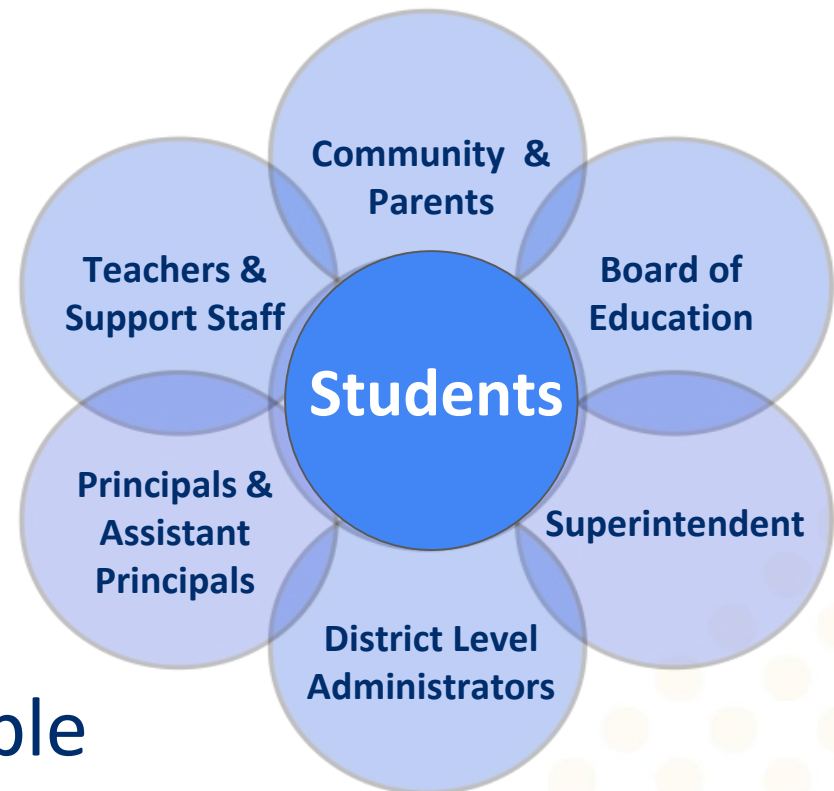 Community &
Parents
Teachers &
Support Staff
Board of
Education
Students
Principals &
Assistant
Principals
Superintendent
District Level
Administrators
ple